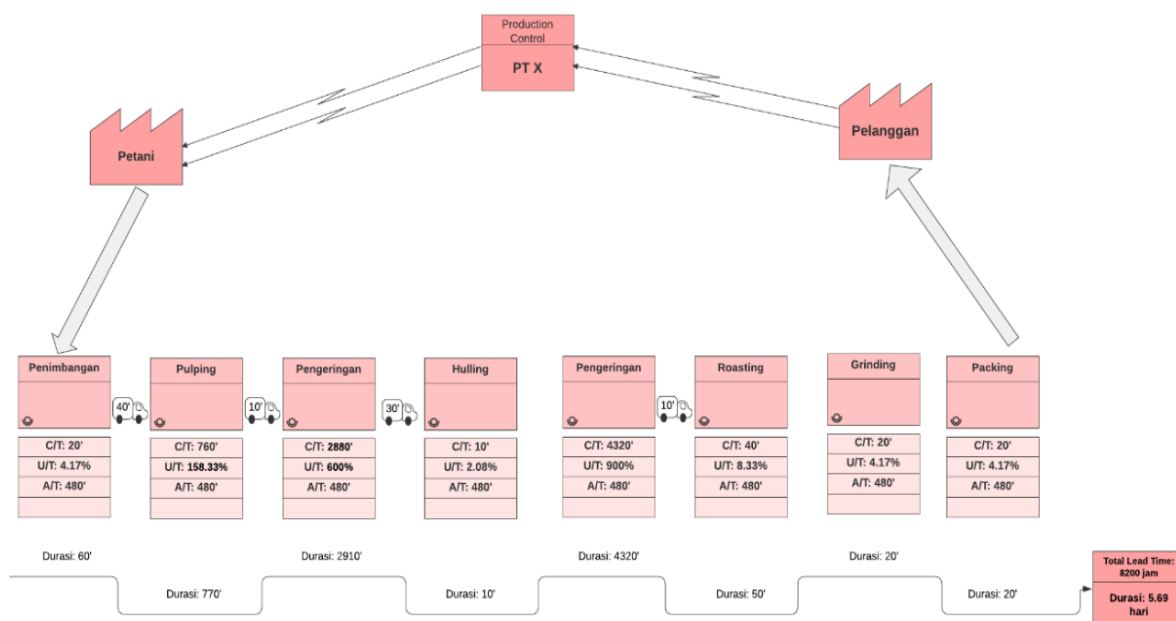 Production
Control
PT X
Petani
Pelanggan
Penimbangan
Pulping
Pengeringan
Hulling
Pengeringan
Roasting
Grinding
Packing
40'
10'
30'
10'
C/T: 20'
U/T: 4.17%
A/T: 480'
C/T: 760'
U/T: 158.33%
A/T: 480'
C/T: 2880'
U/T: 600%
A/T: 480'
C/T: 10'
U/T: 2.08%
A/T: 480'
C/T: 4320'
U/T: 900%
A/T: 480'
C/T: 40'
U/T: 8.33%
A/T: 480'
C/T: 20'
U/T: 4.17%
A/T: 480'
C/T: 20'
U/T: 4.17%
A/T: 480'
Durasi: 60'
Durasi: 770'
Durasi: 2910'
Durasi: 10'
Durasi: 4320'
Durasi: 50'
Durasi: 20'
Durasi: 20'
Total Lead Time:
8200 jam
Durasi: 5.69
hari